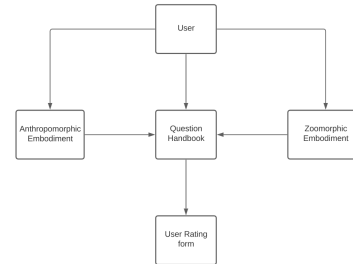 User
Anthropomorphic
Embodiment
Question
Handbook
Zoomorphic
Embodiment
User Rating
form